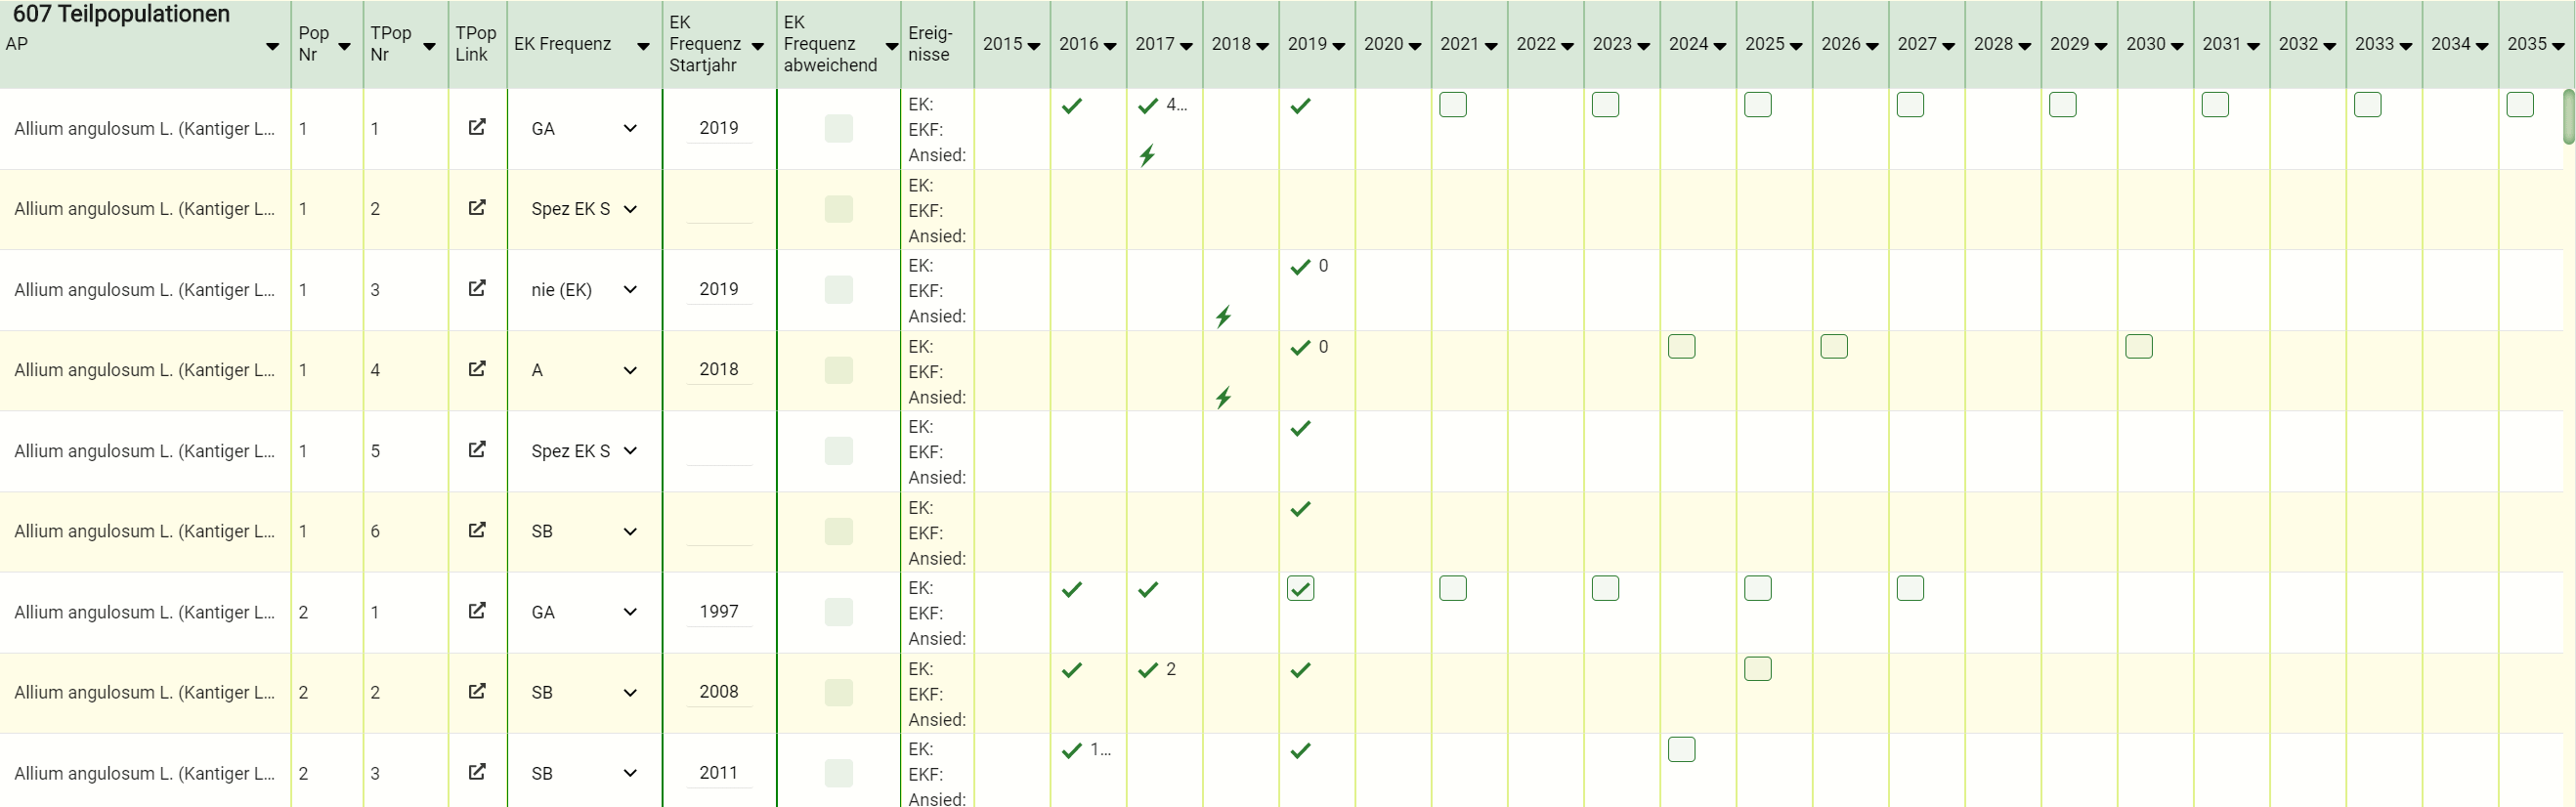 607 Teilpopulationen
AP Pop Nr TPop Nr TPop Link EK Frequenz EK Frequenz Startjahr EK Frequenz abweichend Ereig-nisse 2015 2016 2017 2018 2019 2020 2021 2022 2023 2024 2025 2026 2027 2028 2029 2030 2031 2032 2033 2034 2035
Allium angulosum L. (Kantiger L... 1 1 GA 2019 EK: 4...
EKF:
Ansied:
Allium angulosum L. (Kantiger L... 1 2 Spez EK S EK:
EKF:
Ansied:
Allium angulosum L. (Kantiger L... 1 3 nie (EK) 2019 EK: 0
EKF:
Ansied:
Allium angulosum L. (Kantiger L... 1 4 A 2018 EK: 0
EKF:
Ansied:
Allium angulosum L. (Kantiger L... 1 5 Spez EK S EK:
EKF:
Ansied:
Allium angulosum L. (Kantiger L... 1 6 SB EK:
EKF:
Ansied:
Allium angulosum L. (Kantiger L... 2 1 GA 1997 EK:
EKF:
Ansied:
Allium angulosum L. (Kantiger L... 2 2 SB 2008 EK: 2
EKF:
Ansied:
Allium angulosum L. (Kantiger L... 2 3 SB 2011 EK: 1...
EKF:
Ansied: